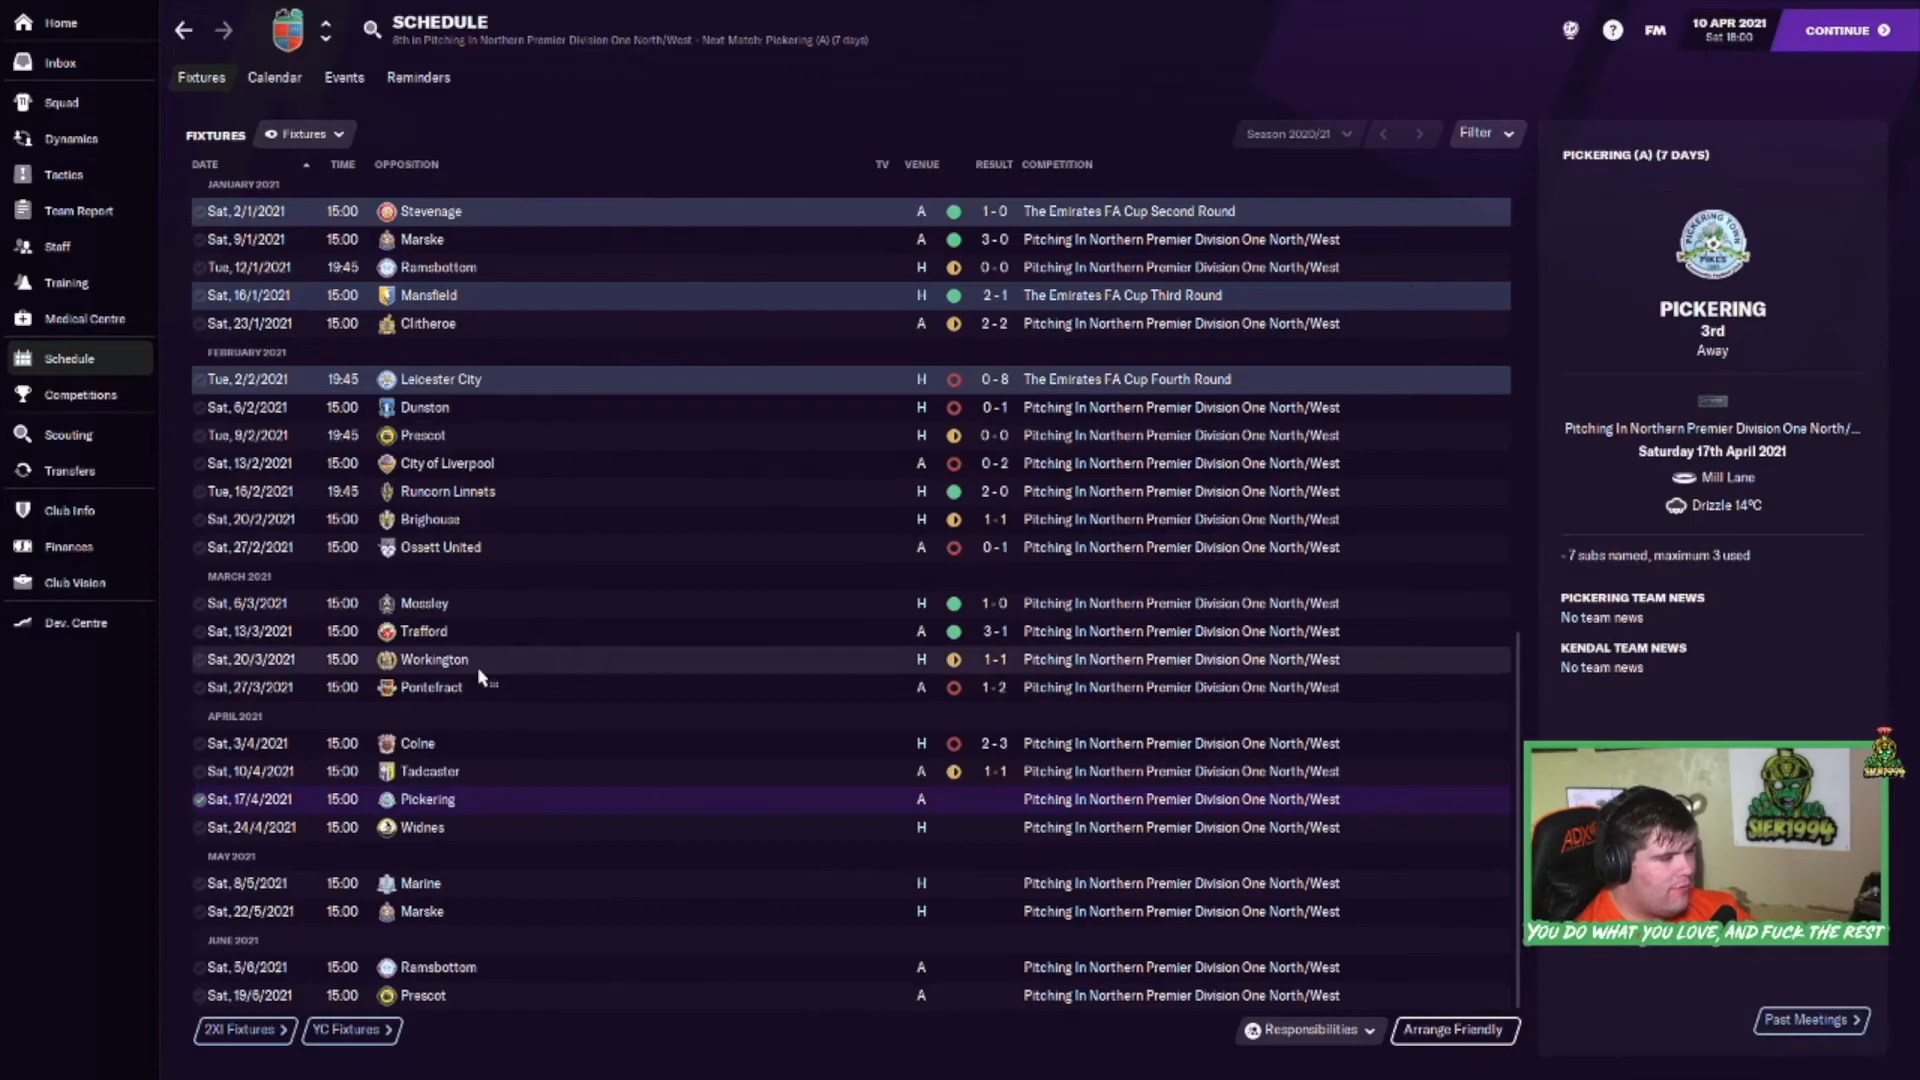 Home
Inbox
Squad
Dynamics
Tactics
Team Report
Staff
Training
Medical Centre
Schedule
Competitions
Scouting
Transfers
Club Info
Finances
Club Vision
Dev. Centre
SCHEDULE
8th in Pitching In Northern Premier Division One North/West - Next Match: Pickering (A) (7 days)
FM
10 APR 2021
Sat 18:00
CONTINUE
Fixtures Calendar Events Reminders
FIXTURES Fixtures Season 2020/21 Filter
DATE TIME OPPOSITION TV VENUE RESULT COMPETITION
JANUARY 2021
Sat, 2/1/2021 15:00 Stevenage A 1-0 The Emirates FA Cup Second Round
Sat, 9/1/2021 15:00 Marske A 3-0 Pitching In Northern Premier Division One North/West
Tue, 12/1/2021 19:45 Ramsbottom H 0-0 Pitching In Northern Premier Division One North/West
Sat, 16/1/2021 15:00 Mansfield H 2-1 The Emirates FA Cup Third Round
Sat, 23/1/2021 15:00 Clitheroe A 2-2 Pitching In Northern Premier Division One North/West
FEBRUARY 2021
Tue, 2/2/2021 19:45 Leicester City H 0-8 The Emirates FA Cup Fourth Round
Sat, 6/2/2021 15:00 Dunston H 0-1 Pitching In Northern Premier Division One North/West
Tue, 9/2/2021 19:45 Prescot H 0-0 Pitching In Northern Premier Division One North/West
Sat, 13/2/2021 15:00 City of Liverpool A 0-2 Pitching In Northern Premier Division One North/West
Tue, 16/2/2021 19:45 Runcorn Linnets H 2-0 Pitching In Northern Premier Division One North/West
Sat, 20/2/2021 15:00 Brighouse H 1-1 Pitching In Northern Premier Division One North/West
Sat, 27/2/2021 15:00 Ossett United A 0-1 Pitching In Northern Premier Division One North/West
MARCH 2021
Sat, 6/3/2021 15:00 Mossley H 1-0 Pitching In Northern Premier Division One North/West
Sat, 13/3/2021 15:00 Trafford A 3-1 Pitching In Northern Premier Division One North/West
Sat, 20/3/2021 15:00 Workington H 1-1 Pitching In Northern Premier Division One North/West
Sat, 27/3/2021 15:00 Pontefract A 1-2 Pitching In Northern Premier Division One North/West
APRIL 2021
Sat, 3/4/2021 15:00 Colne H 2-3 Pitching In Northern Premier Division One North/West
Sat, 10/4/2021 15:00 Tadcaster A 1-1 Pitching In Northern Premier Division One North/West
Sat, 17/4/2021 15:00 Pickering A Pitching In Northern Premier Division One North/West
Sat, 24/4/2021 15:00 Widnes H Pitching In Northern Premier Division One North/West
MAY 2021
Sat, 8/5/2021 15:00 Marine H Pitching In Northern Premier Division One North/West
Sat, 22/5/2021 15:00 Marske H Pitching In Northern Premier Division One North/West
JUNE 2021
Sat, 5/6/2021 15:00 Ramsbottom A Pitching In Northern Premier Division One North/West
Sat, 19/6/2021 15:00 Prescot A Pitching In Northern Premier Division One North/West
2XI Fixtures YC Fixtures Responsibilities Arrange Friendly
PICKERING (A) (7 DAYS)
PICKERING TOWN
PIKES
PICKERING
3rd
Away
Pitching In Northern Premier Division One North/...
Saturday 17th April 2021
Mill Lane
Drizzle 14°C
- 7 subs named, maximum 3 used
PICKERING TEAM NEWS
No team news
KENDAL TEAM NEWS
No team news
SIER1994
SIER1994
ADX
YOU DO WHAT YOU LOVE, AND FUCK THE REST
Past Meetings